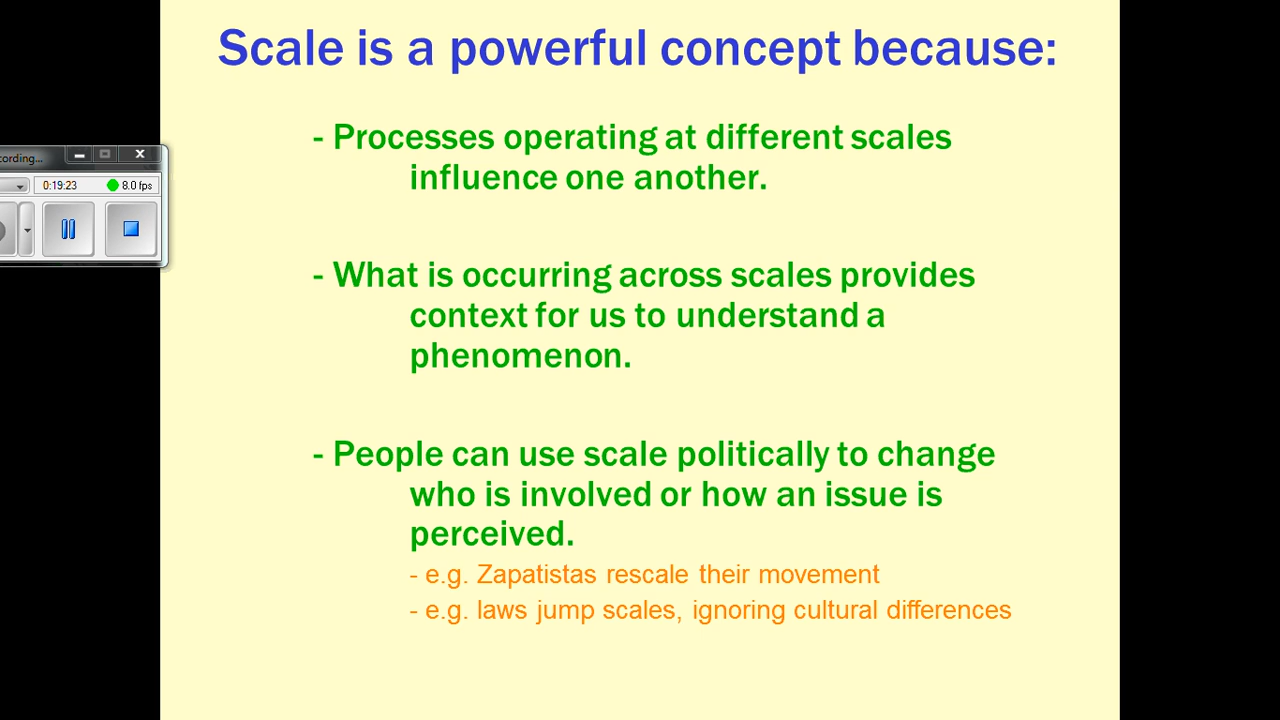 Scale is a powerful concept because:
- Processes operating at different scales
influence one another.
cording...
0:19:23
8.0 fps
- What is occurring across scales provides
context for us to understand a
phenomenon.
- People can use scale politically to change
who is involved or how an issue is
perceived.
- e.g. Zapatistas rescale their movement
- e.g. laws jump scales, ignoring cultural differences